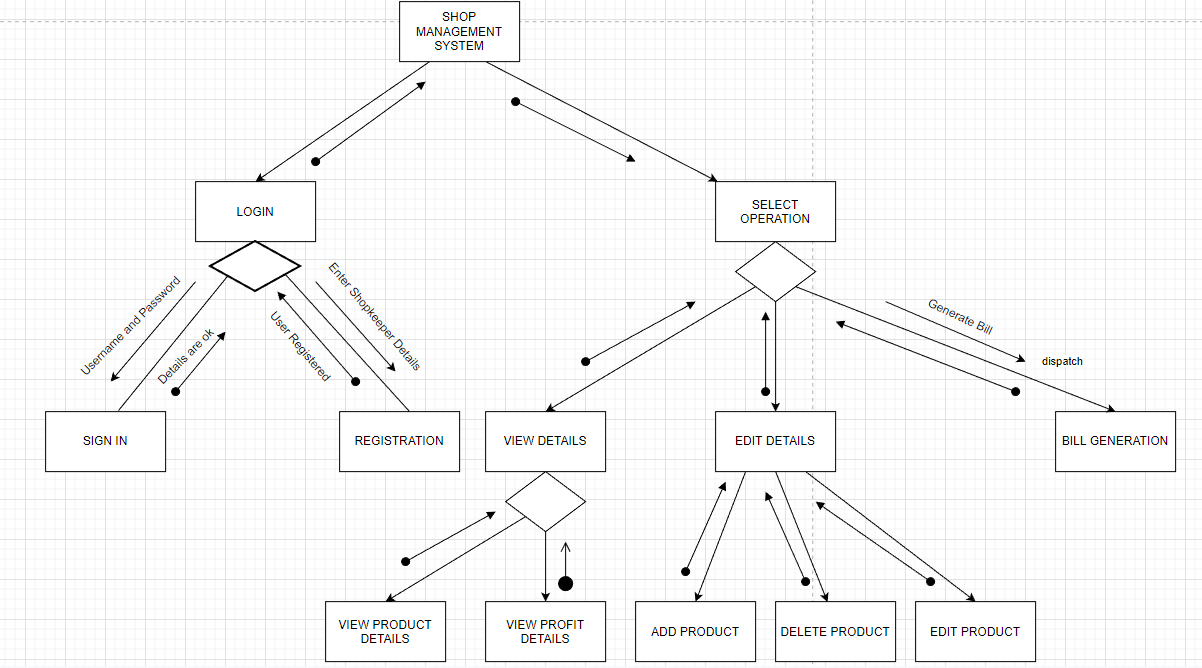 SHOP
MANAGEMENT
SYSTEM
LOGIN
SELECT
OPERATION
Username and Password
Details are ok
User Registered
Enter Shopkeeper Details
Generate Bill
dispatch
SIGN IN
REGISTRATION
VIEW DETAILS
EDIT DETAILS
BILL GENERATION
VIEW PRODUCT
DETAILS
VIEW PROFIT
DETAILS
ADD PRODUCT
DELETE PRODUCT
EDIT PRODUCT